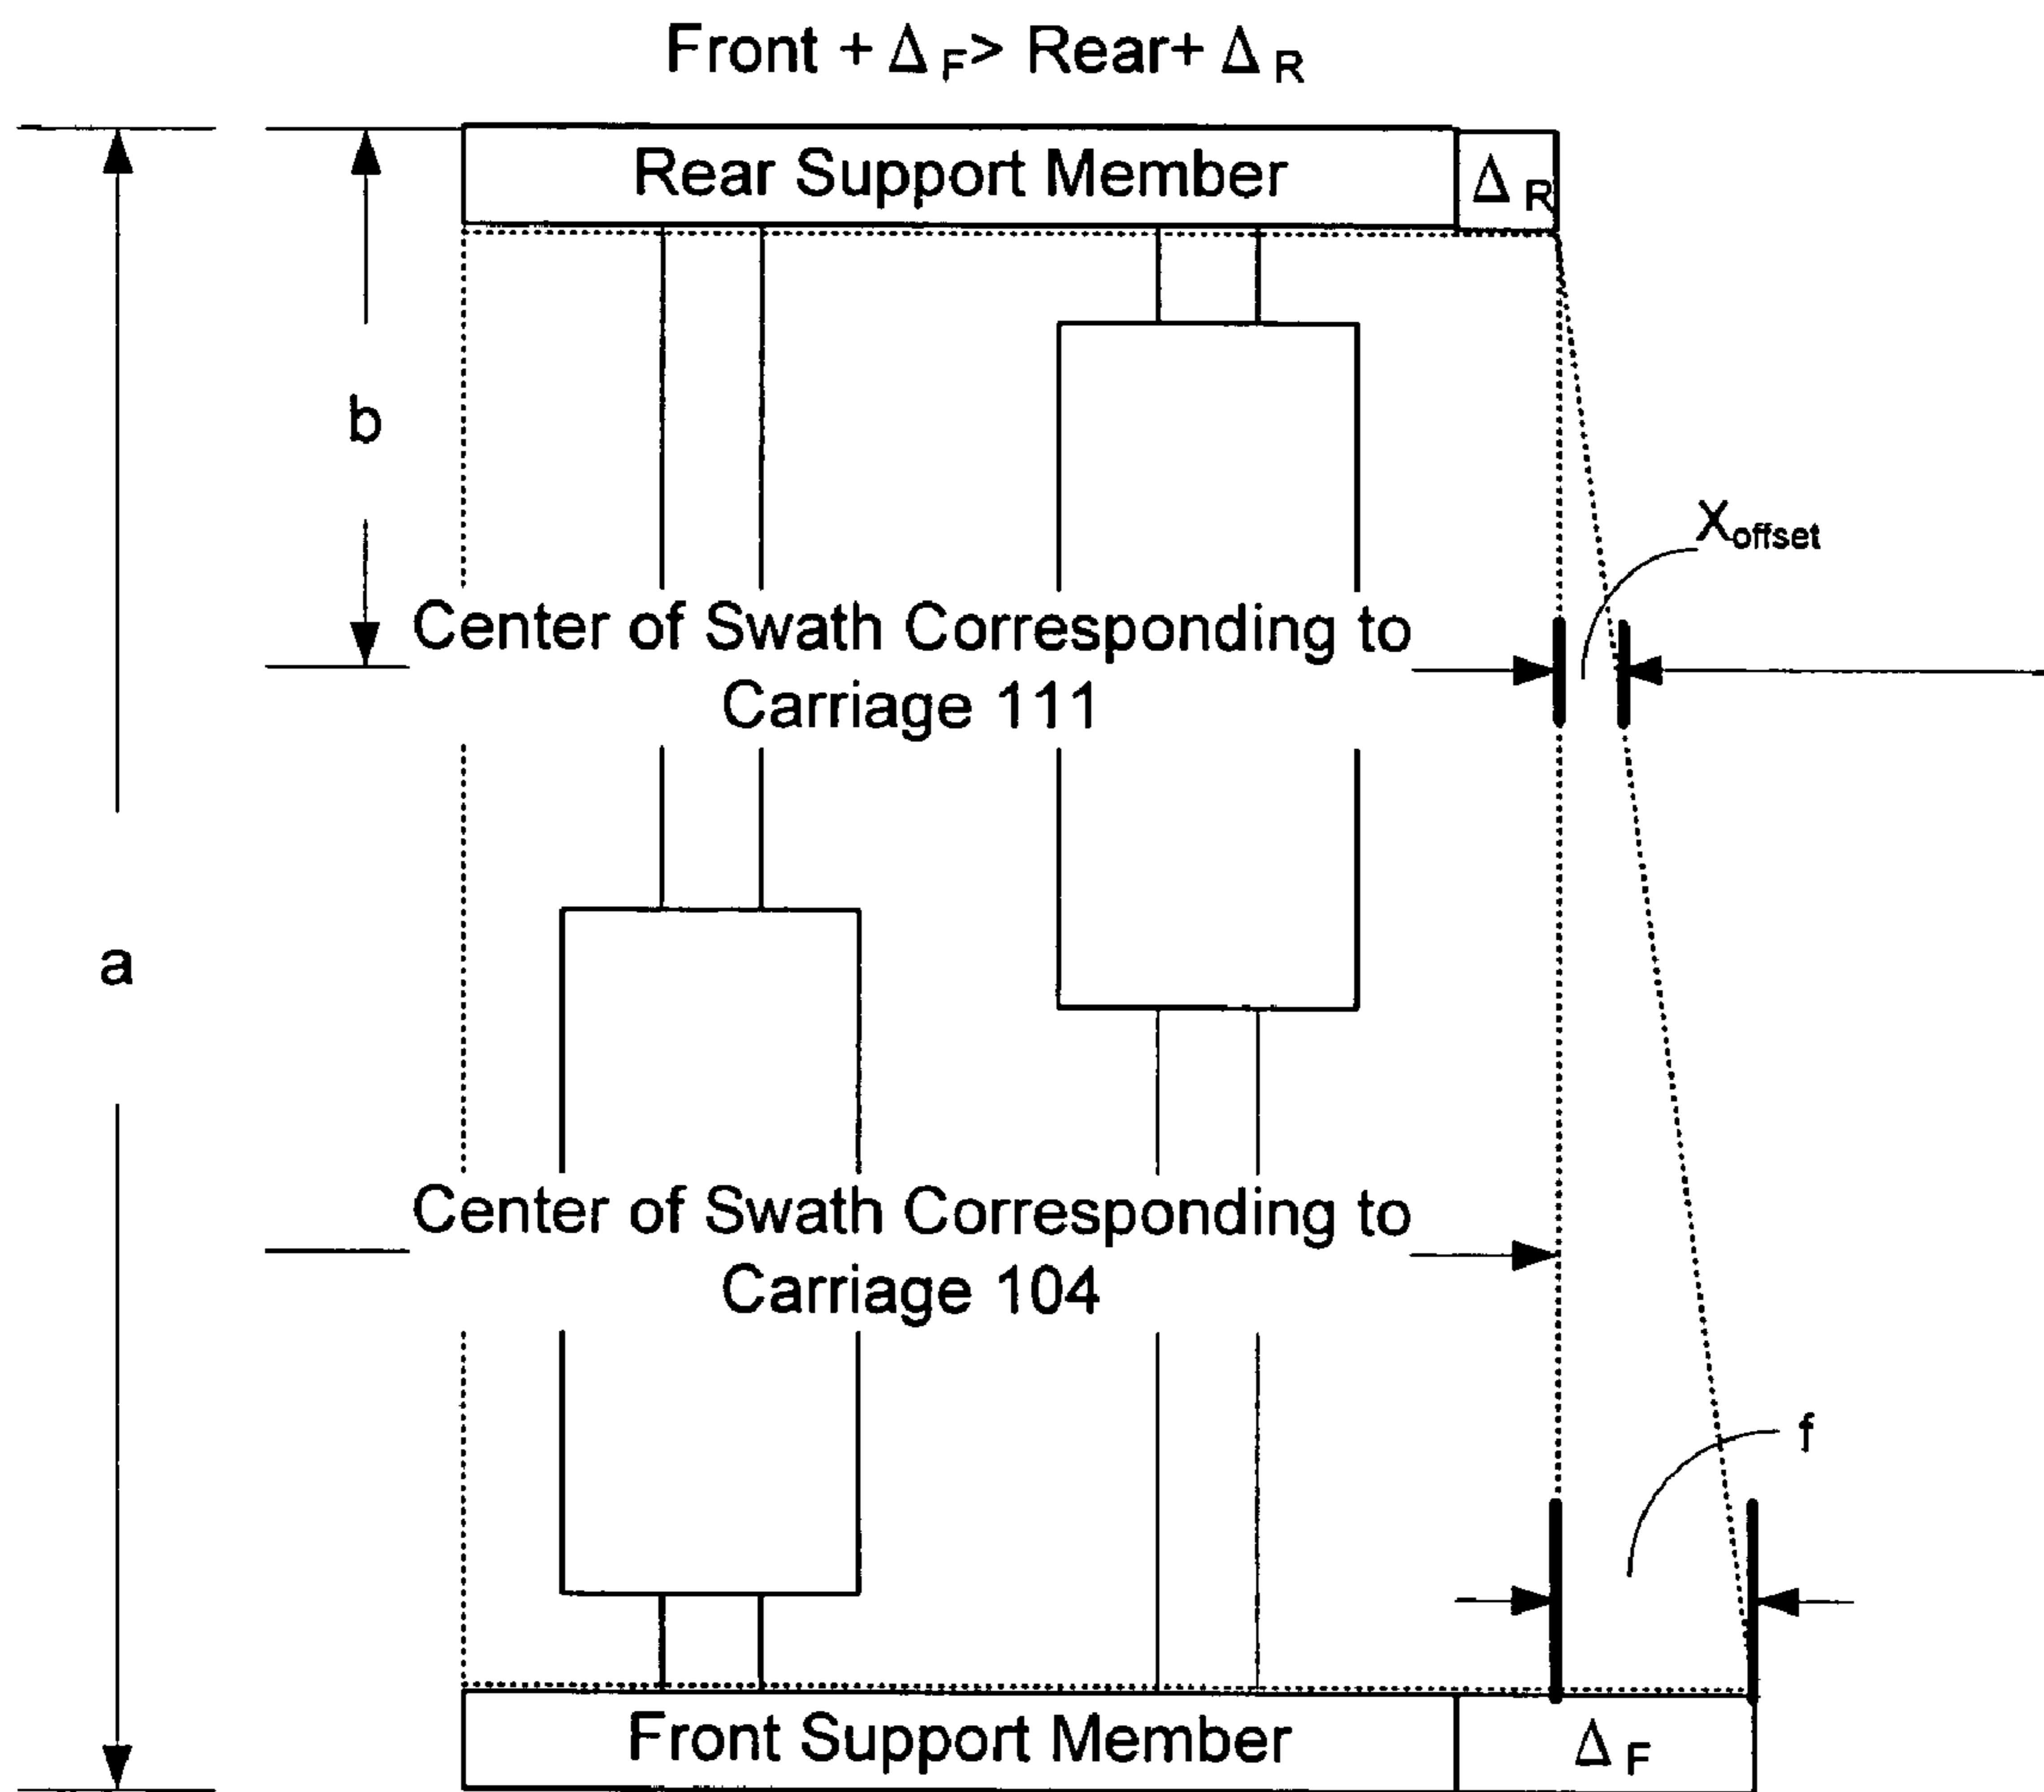 Front + Δ F> Rear+ Δ R
Rear Support Member
Δ R
b
Xoffset
Center of Swath Corresponding to
Carriage 111
a
Center of Swath Corresponding to
Carriage 104
f
Front Support Member
Δ F